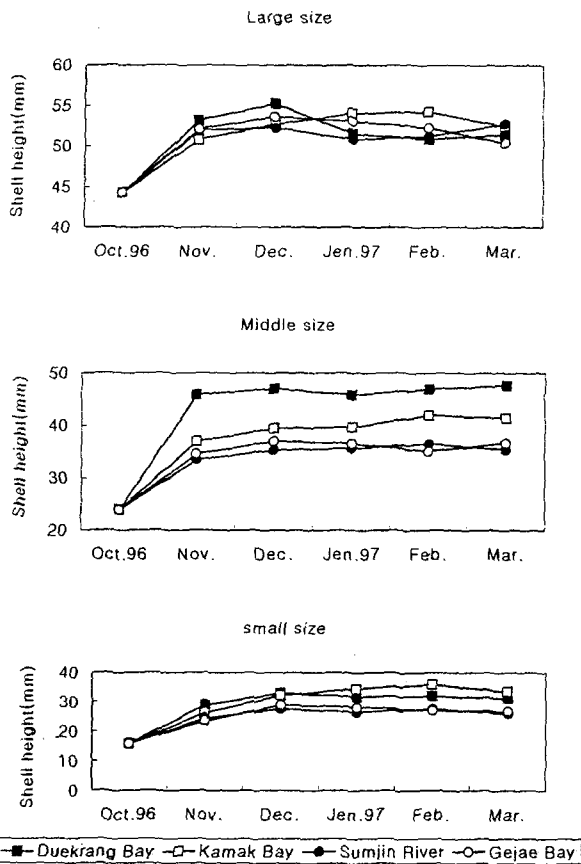 Large size
Shell height(mm)
60
55
50
45
40
Oct.96 Nov. Dec. Jen.97 Feb. Mar.
Middle size
Shell height(mm)
50
40
30
20
Oct.96 Nov. Dec. Jen.97 Feb. Mar.
small size
Shell height(mm)
40
30
20
10
0
Oct.96 Nov. Dec. Jen.97 Feb. Mar.
Duekrang Bay Kamak Bay Sumjin River Gejae Bay